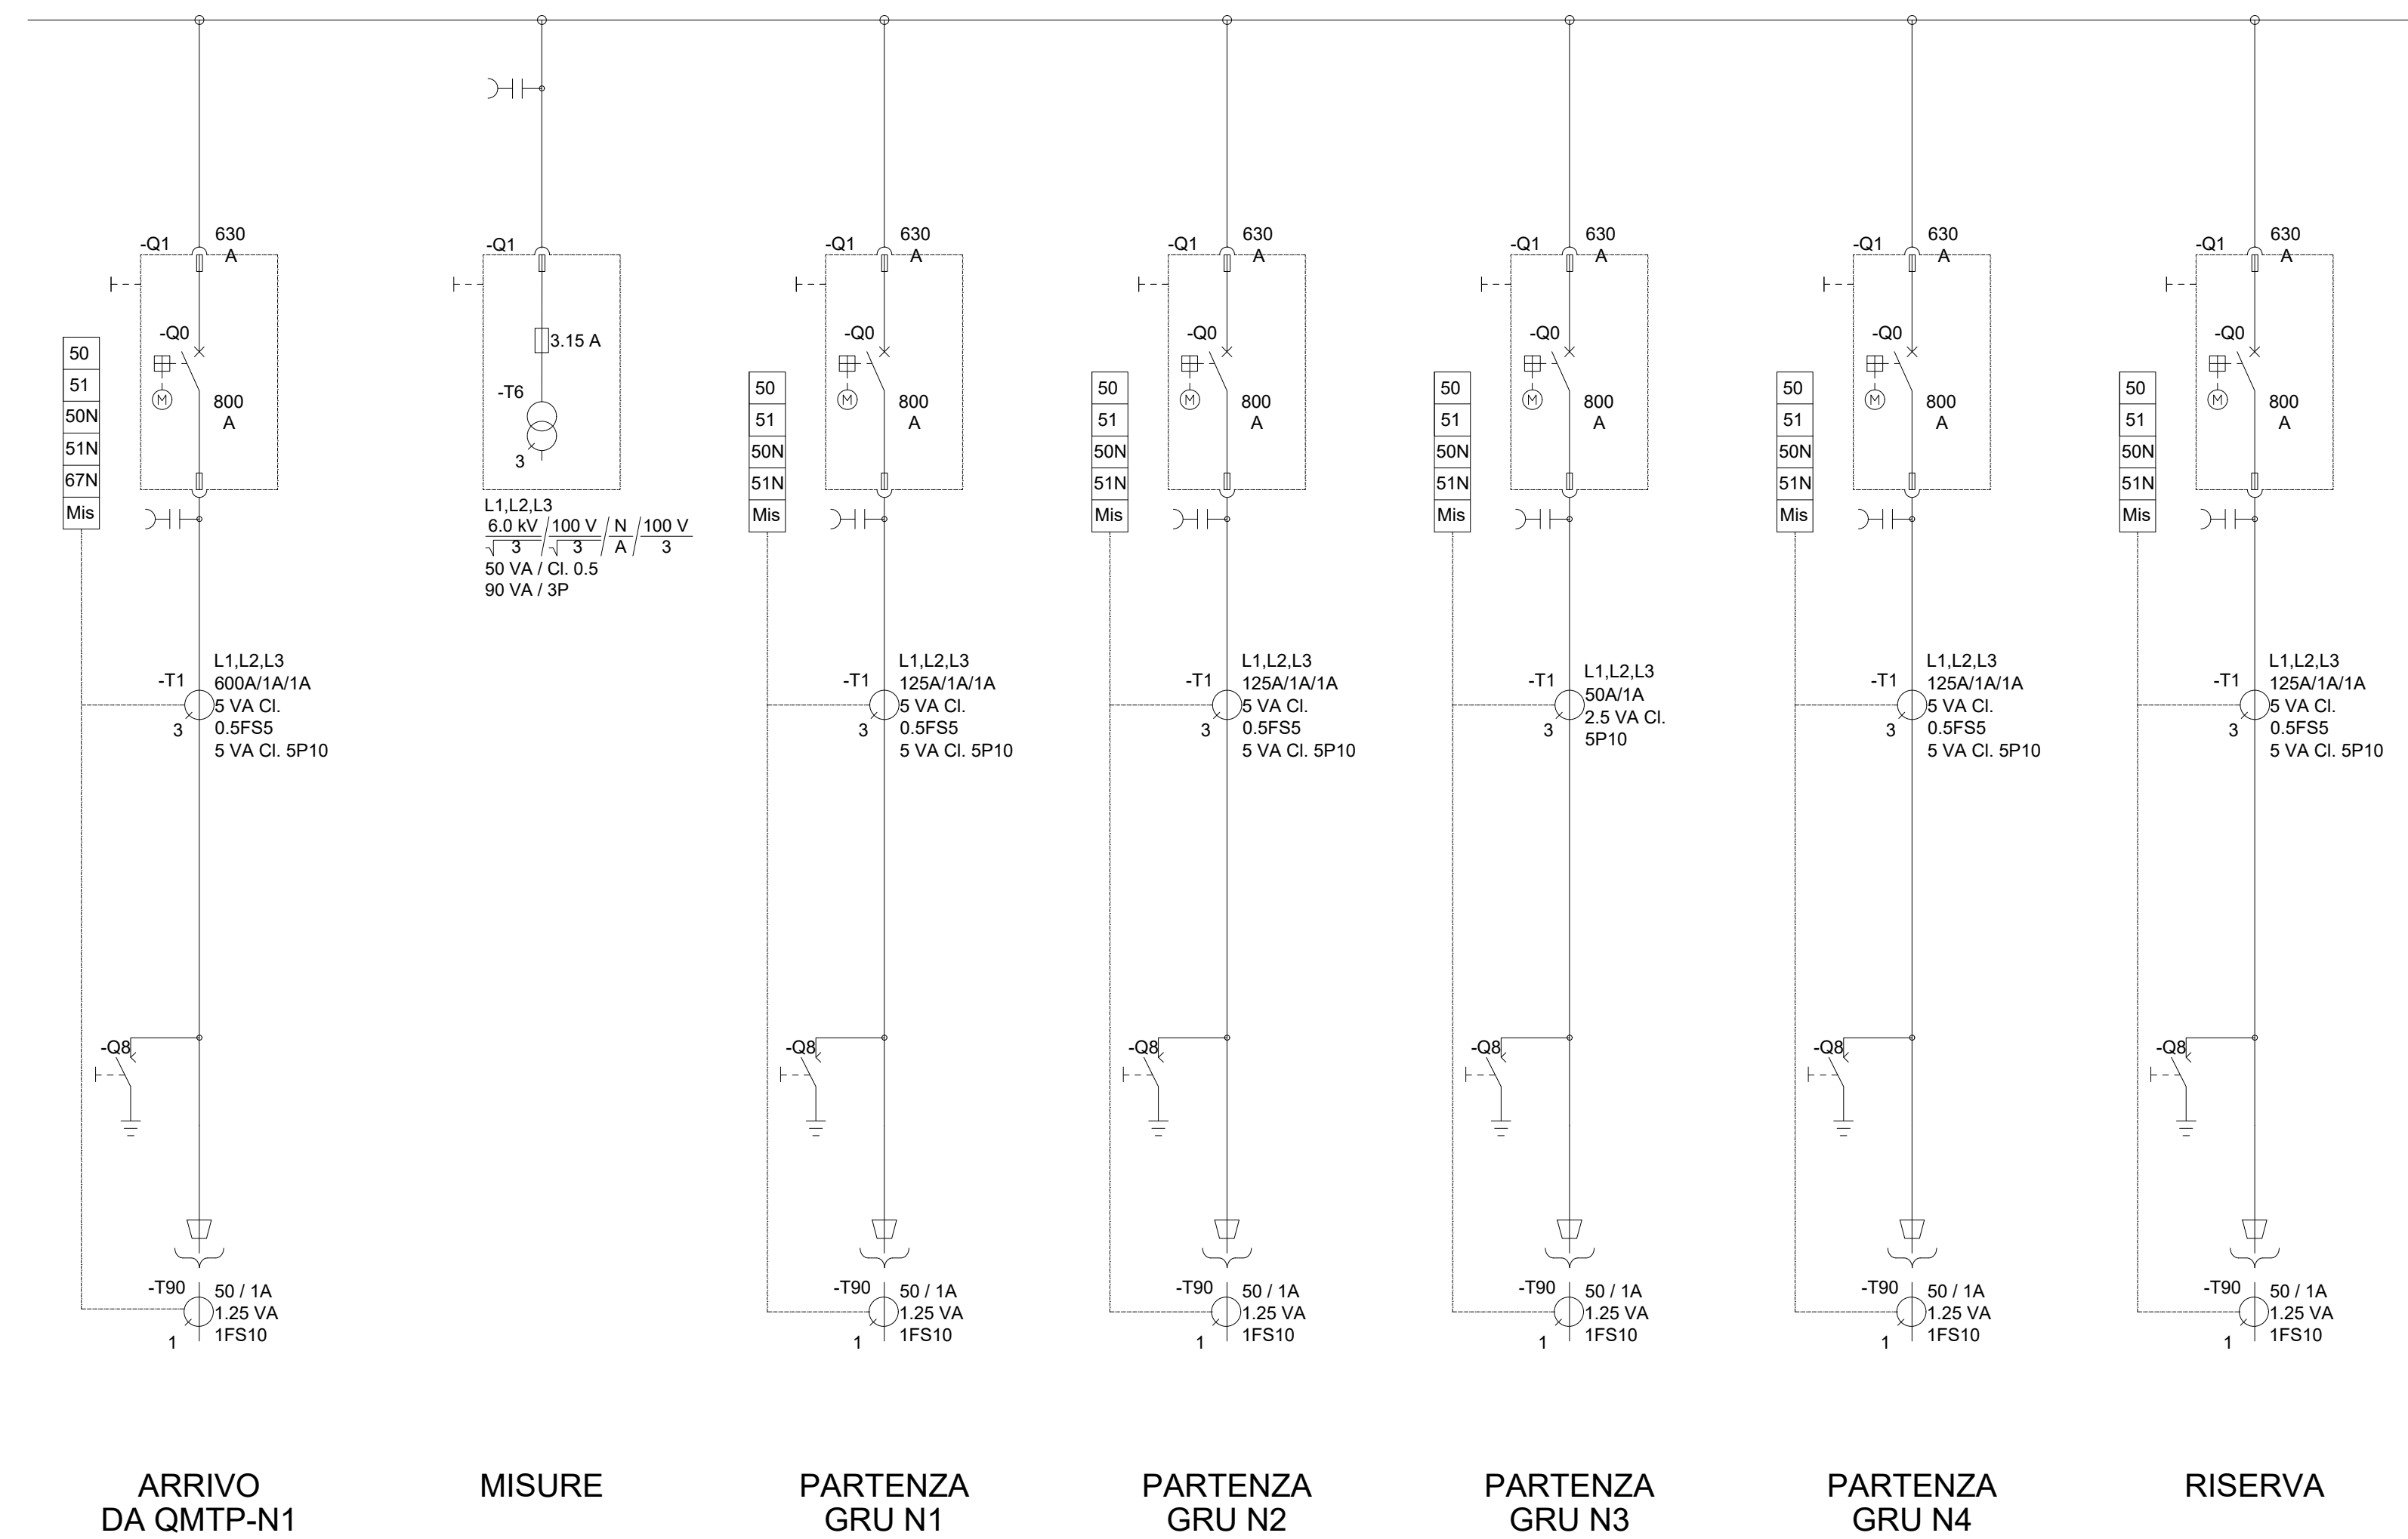 -Q1
630
A
-Q0
M
800
A
50
51
50N
51N
67N
Mis
-T1
3
L1,L2,L3
600A/1A/1A
5 VA Cl.
0.5FS5
5 VA Cl. 5P10
-Q8
-T90
1
50 / 1A
1.25 VA
1FS10
ARRIVO
DA QMTP-N1
-Q1
3.15 A
-T6
3
L1,L2,L3
6.0 kV / 100 V / N / 100 V
√3 √3 A 3
50 VA / Cl. 0.5
90 VA / 3P
MISURE
-Q1
630
A
-Q0
M
800
A
50
51
50N
51N
Mis
-T1
3
L1,L2,L3
125A/1A/1A
5 VA Cl.
0.5FS5
5 VA Cl. 5P10
-Q8
-T90
1
50 / 1A
1.25 VA
1FS10
PARTENZA
GRU N1
-Q1
630
A
-Q0
M
800
A
50
51
50N
51N
Mis
-T1
3
L1,L2,L3
125A/1A/1A
5 VA Cl.
0.5FS5
5 VA Cl. 5P10
-Q8
-T90
1
50 / 1A
1.25 VA
1FS10
PARTENZA
GRU N2
-Q1
630
A
-Q0
M
800
A
50
51
50N
51N
Mis
-T1
3
L1,L2,L3
50A/1A
2.5 VA Cl.
5P10
-Q8
-T90
1
50 / 1A
1.25 VA
1FS10
PARTENZA
GRU N3
-Q1
630
A
-Q0
M
800
A
50
51
50N
51N
Mis
-T1
3
L1,L2,L3
125A/1A/1A
5 VA Cl.
0.5FS5
5 VA Cl. 5P10
-Q8
-T90
1
50 / 1A
1.25 VA
1FS10
PARTENZA
GRU N4
-Q1
630
A
-Q0
M
800
A
50
51
50N
51N
Mis
-T1
3
L1,L2,L3
125A/1A/1A
5 VA Cl.
0.5FS5
5 VA Cl. 5P10
-Q8
-T90
1
50 / 1A
1.25 VA
1FS10
RISERVA